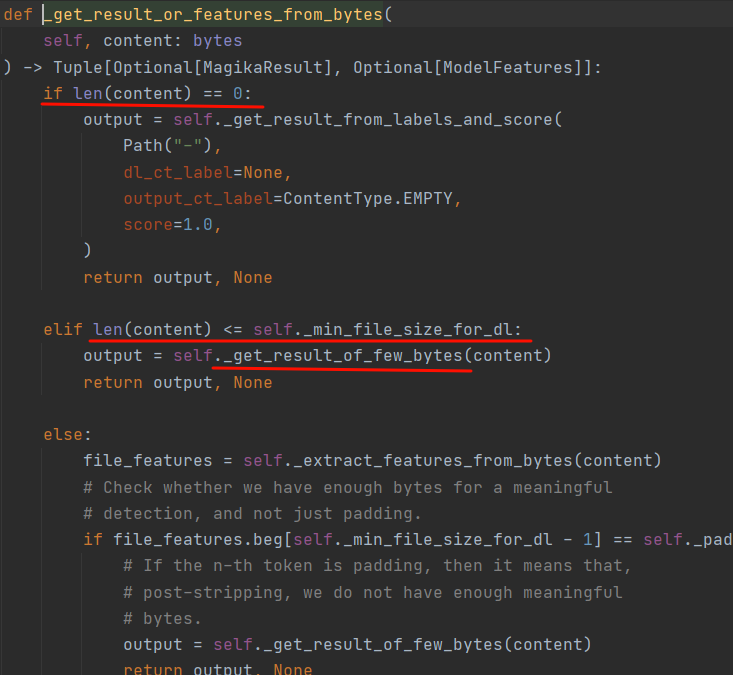 def _get_result_or_features_from_bytes(
    self, content: bytes
) -> Tuple[Optional[MagikaResult], Optional[ModelFeatures]]:
    if len(content) == 0:
        output = self._get_result_from_labels_and_score(
            Path("-"),
            dl_ct_label=None,
            output_ct_label=ContentType.EMPTY,
            score=1.0,
        )
        return output, None

    elif len(content) <= self._min_file_size_for_dl:
        output = self._get_result_of_few_bytes(content)
        return output, None

    else:
        file_features = self._extract_features_from_bytes(content)
        # Check whether we have enough bytes for a meaningful
        # detection, and not just padding.
        if file_features.beg[self._min_file_size_for_dl - 1] == self._pad
            # If the n-th token is padding, then it means that,
            # post-stripping, we do not have enough meaningful
            # bytes.
            output = self._get_result_of_few_bytes(content)
            return output, None